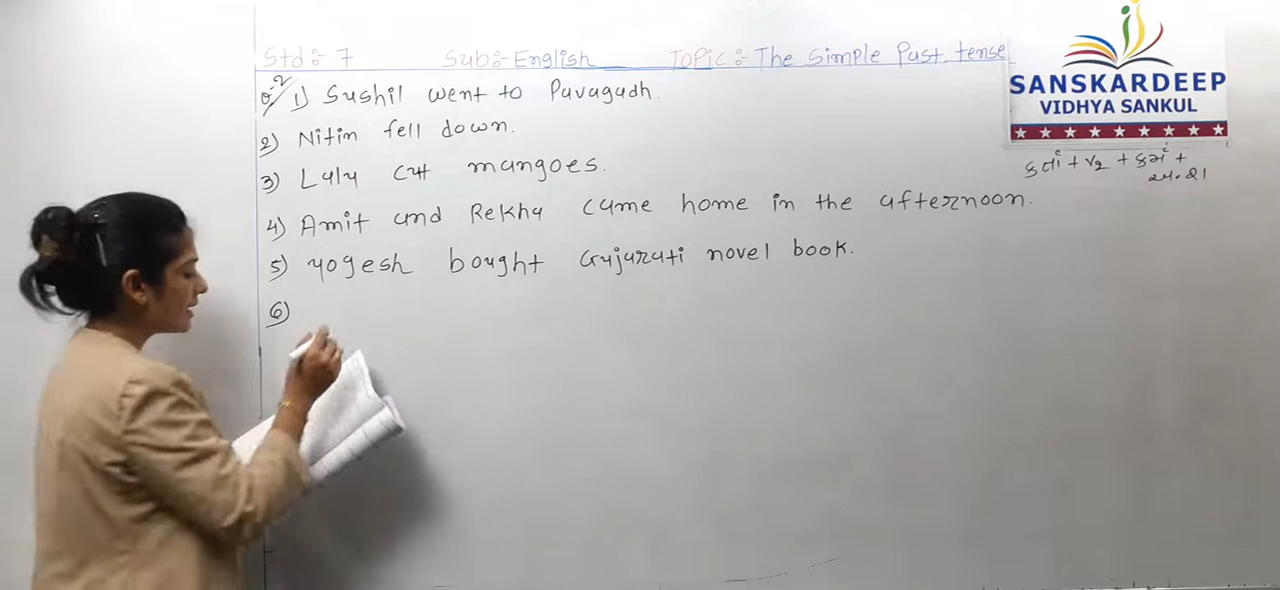 Std:- 7 Sub:- English Topic:- The Simple Past tense
Q-2 1) Sushil went to Pavagadh.
2) Nitin fell down.
3) Lala cut mangoes.
4) Amit and Rekha came home in the afternoon.
5) yogesh bought Gujarati novel book.
6)
SANSKARDEEP
VIDHYA SANKUL
કર્તા + V2 + કર્મ +
અ. શ.